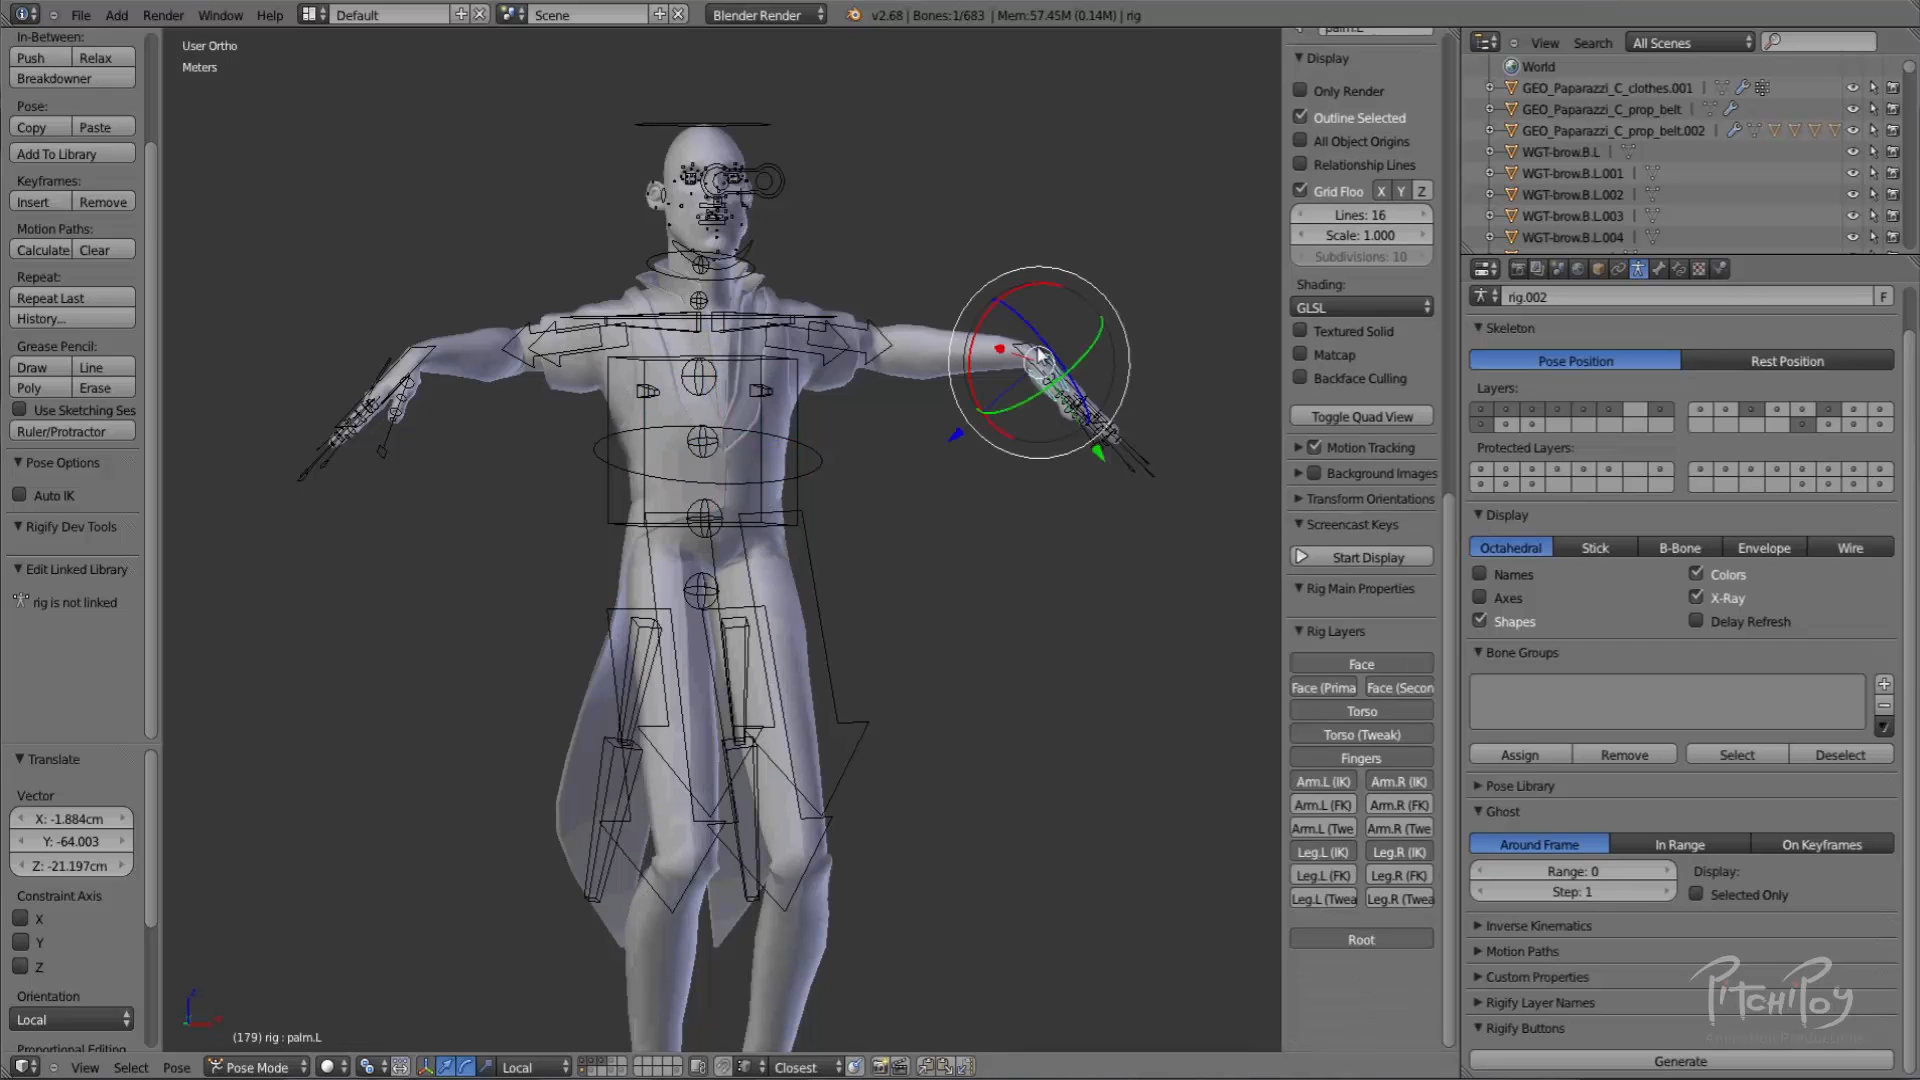 File Add Render Window Help Default Scene Blender Render v2.68 | Bones:1/683 | Mem:57.45M (0.14M) | rig
In-Between:
Push Relax
Breakdowner
Pose:
Copy Paste
Add To Library
Keyframes:
Insert Remove
Motion Paths:
Calculate Clear
Repeat:
Repeat Last
History...
Grease Pencil:
Draw Line
Poly Erase
Use Sketching Ses
Ruler/Protractor
Pose Options
Auto IK
Rigify Dev Tools
Edit Linked Library
rig is not linked
Translate
Vector
X: -1.884cm
Y: -64.003
Z: -21.197cm
Constraint Axis
X
Y
Z
Orientation
Local
Proportional Editing
User Ortho
Meters
(179) rig : palm.L
palm.L
Display
Only Render
Outline Selected
All Object Origins
Relationship Lines
Grid Floo X Y Z
Lines: 16
Scale: 1.000
Subdivisions: 10
Shading:
GLSL
Textured Solid
Matcap
Backface Culling
Toggle Quad View
Motion Tracking
Background Images
Transform Orientations
Screencast Keys
Start Display
Rig Main Properties
Rig Layers
Face
Face (Prima Face (Secon
Torso
Torso (Tweak)
Fingers
Arm.L (IK) Arm.R (IK)
Arm.L (FK) Arm.R (FK)
Arm.L (Twe Arm.R (Twe
Leg.L (IK) Leg.R (IK)
Leg.L (FK) Leg.R (FK)
Leg.L (Twea Leg.R (Twea
Root
View Search All Scenes
World
GEO_Paparazzi_C_clothes.001
GEO_Paparazzi_C_prop_belt
GEO_Paparazzi_C_prop_belt.002
WGT-brow.B.L
WGT-brow.B.L.001
WGT-brow.B.L.002
WGT-brow.B.L.003
WGT-brow.B.L.004
rig.002 F
Skeleton
Pose Position Rest Position
Layers:
Protected Layers:
Display
Octahedral Stick B-Bone Envelope Wire
Names Colors
Axes X-Ray
Shapes Delay Refresh
Bone Groups
Assign Remove Select Deselect
Pose Library
Ghost
Around Frame In Range On Keyframes
Range: 0 Display:
Step: 1 Selected Only
Inverse Kinematics
Motion Paths
Custom Properties
Rigify Layer Names
Rigify Buttons
Generate
PitchiPoy
View Select Pose Pose Mode Local Closest